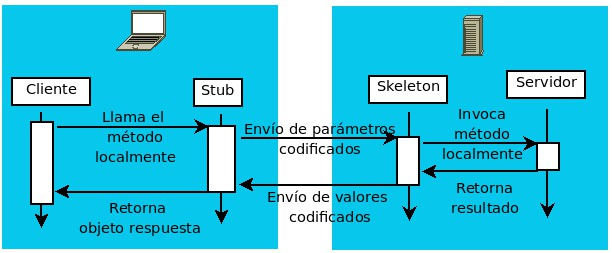 Cliente
Stub
Skeleton
Servidor
Llama el
método
localmente
Envío de parámetros
codificados
Invoca
método
localmente
Retorna
resultado
Envío de valores
codificados
Retorna
objeto respuesta